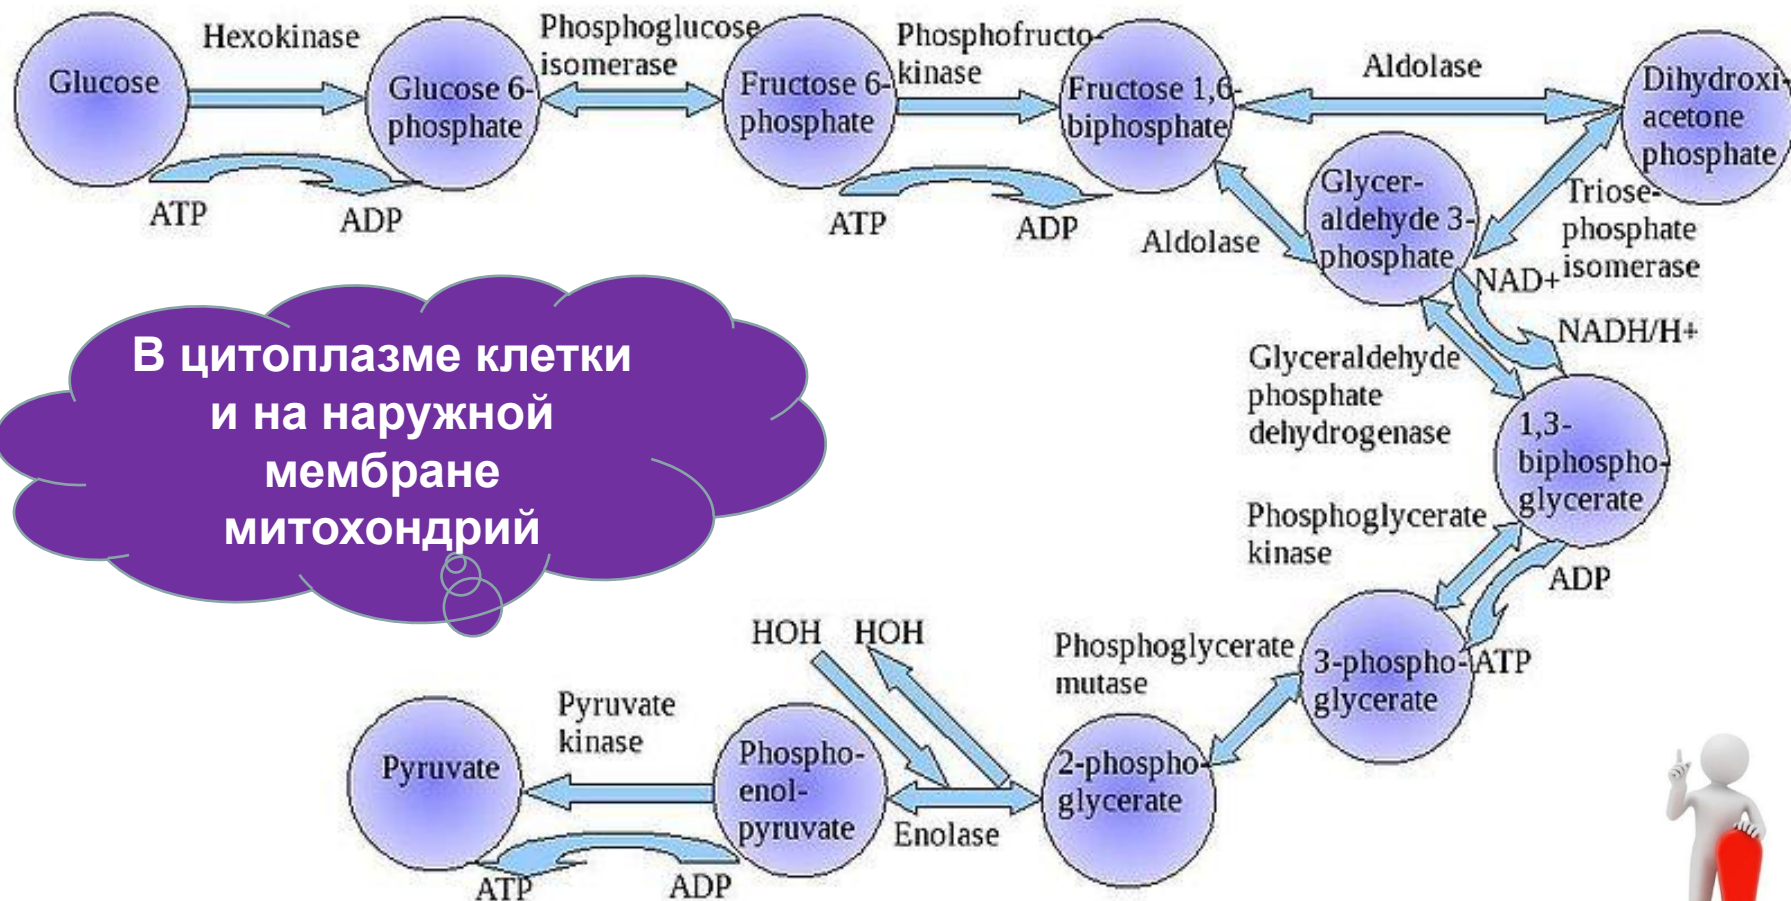 Glucose
Hexokinase
ATP
ADP
Glucose 6-
phosphate
Phosphoglucose
isomerase
Fructose 6-
phosphate
Phosphofructo-
kinase
ATP
ADP
Fructose 1,6-
biphosphate
Aldolase
Dihydroxi-
acetone
phosphate
Aldolase
Glycer-
aldehyde 3-
phosphate
Triose-
phosphate
isomerase
NAD+
NADH/H+
Glyceraldehyde
phosphate
dehydrogenase
1,3-
biphospho-
glycerate
Phosphoglycerate
kinase
ADP
ATP
3-phospho-
glycerate
Phosphoglycerate
mutase
2-phospho-
glycerate
HOH HOH
Enolase
Phospho-
enol-
pyruvate
Pyruvate
kinase
ADP
ATP
Pyruvate
В цитоплазме клетки
и на наружной
мембране
митохондрий